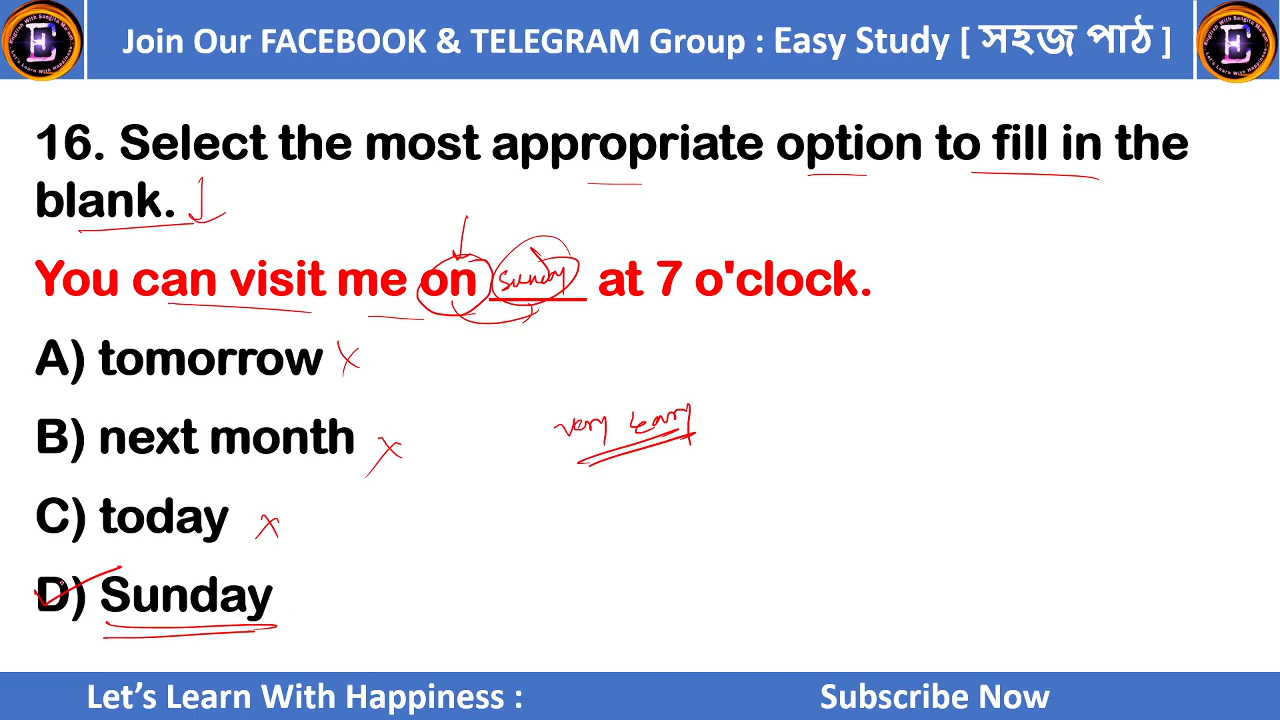 Join Our FACEBOOK & TELEGRAM Group : Easy Study [ সহজ পাঠ ]
E
E
16. Select the most appropriate option to fill in the
blank.
You can visit me on Sunday at 7 o'clock.
A) tomorrow
B) next month
very easy
C) today
D) Sunday
Let's Learn With Happiness :
Subscribe Now